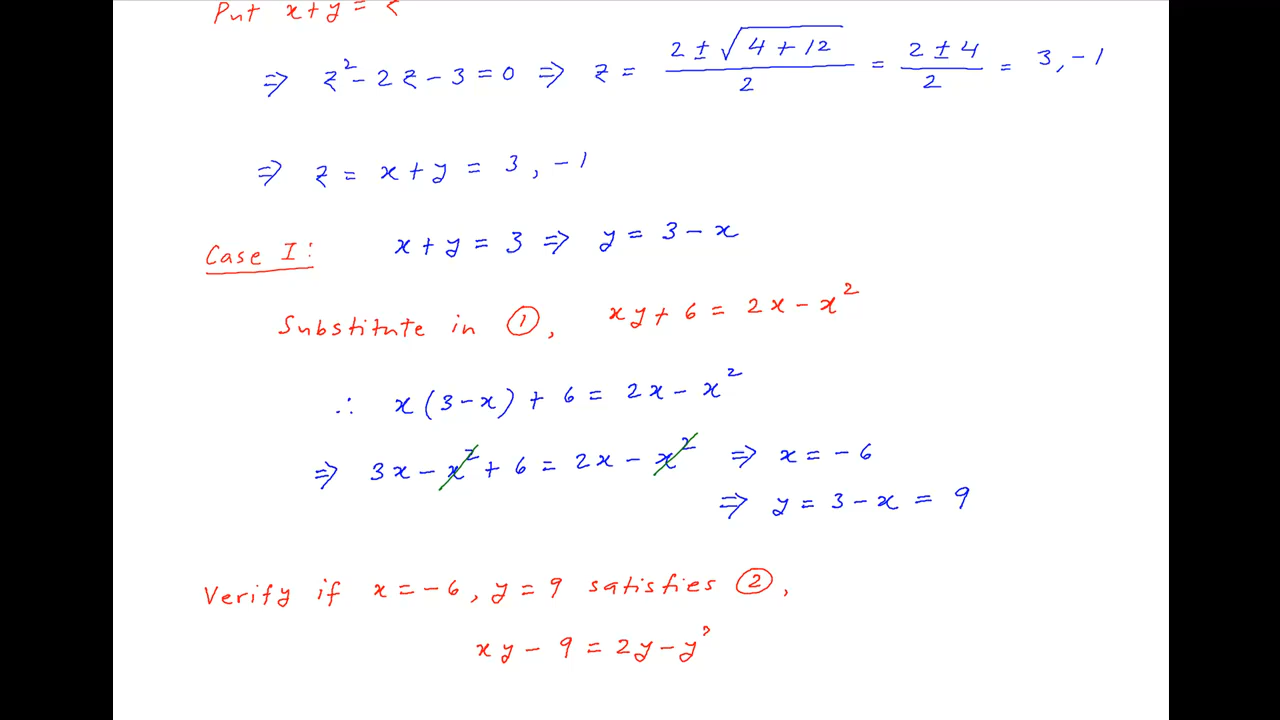 Put x + y = z
⇒ z² - 2z - 3 = 0 ⇒ z = (2 ± √(4 + 12))/2 = (2 ± 4)/2 = 3, -1
⇒ z = x + y = 3, -1
Case I: x + y = 3 ⇒ y = 3 - x
Substitute in ①, xy + 6 = 2x - x²
∴ x(3 - x) + 6 = 2x - x²
⇒ 3x - x² + 6 = 2x - x² ⇒ x = -6
⇒ y = 3 - x = 9
Verify if x = -6, y = 9 satisfies ②,
xy - 9 = 2y - y